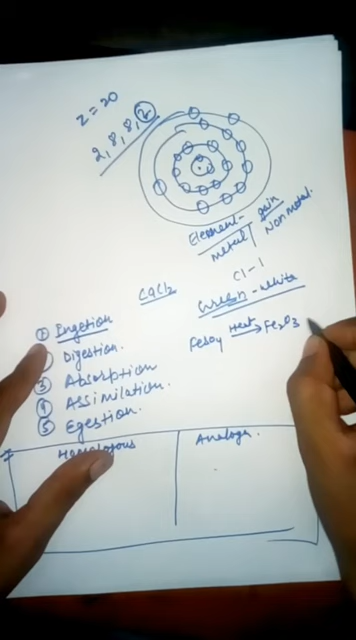 Z = 20
2, 8, 8, 2
Element - gain
metal / Non metal.
Cl - 1
CaCl2
Green - white
FeSO4 Heat → Fe2O3
① Ingestion
② Digestion.
③ Absorption
④ Assimilation.
⑤ Egestion.
Homologous